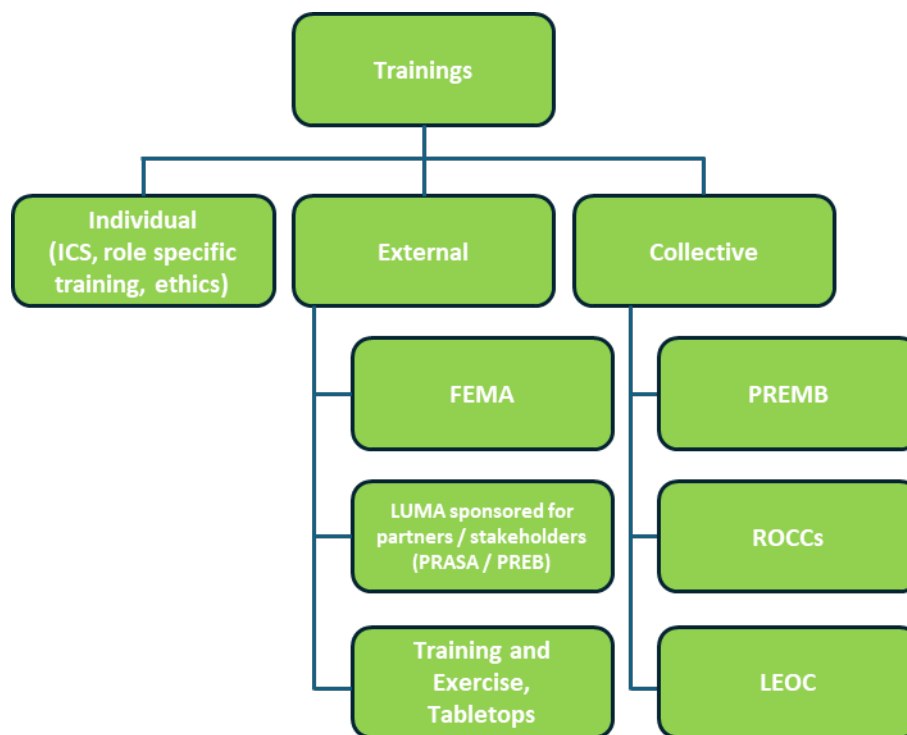 Trainings
Individual
(ICS, role specific
training, ethics)
External
Collective
FEMA
PREMB
LUMA sponsored for
partners / stakeholders
(PRASA / PREB)
ROCCs
Training and
Exercise,
Tabletops
LEOC